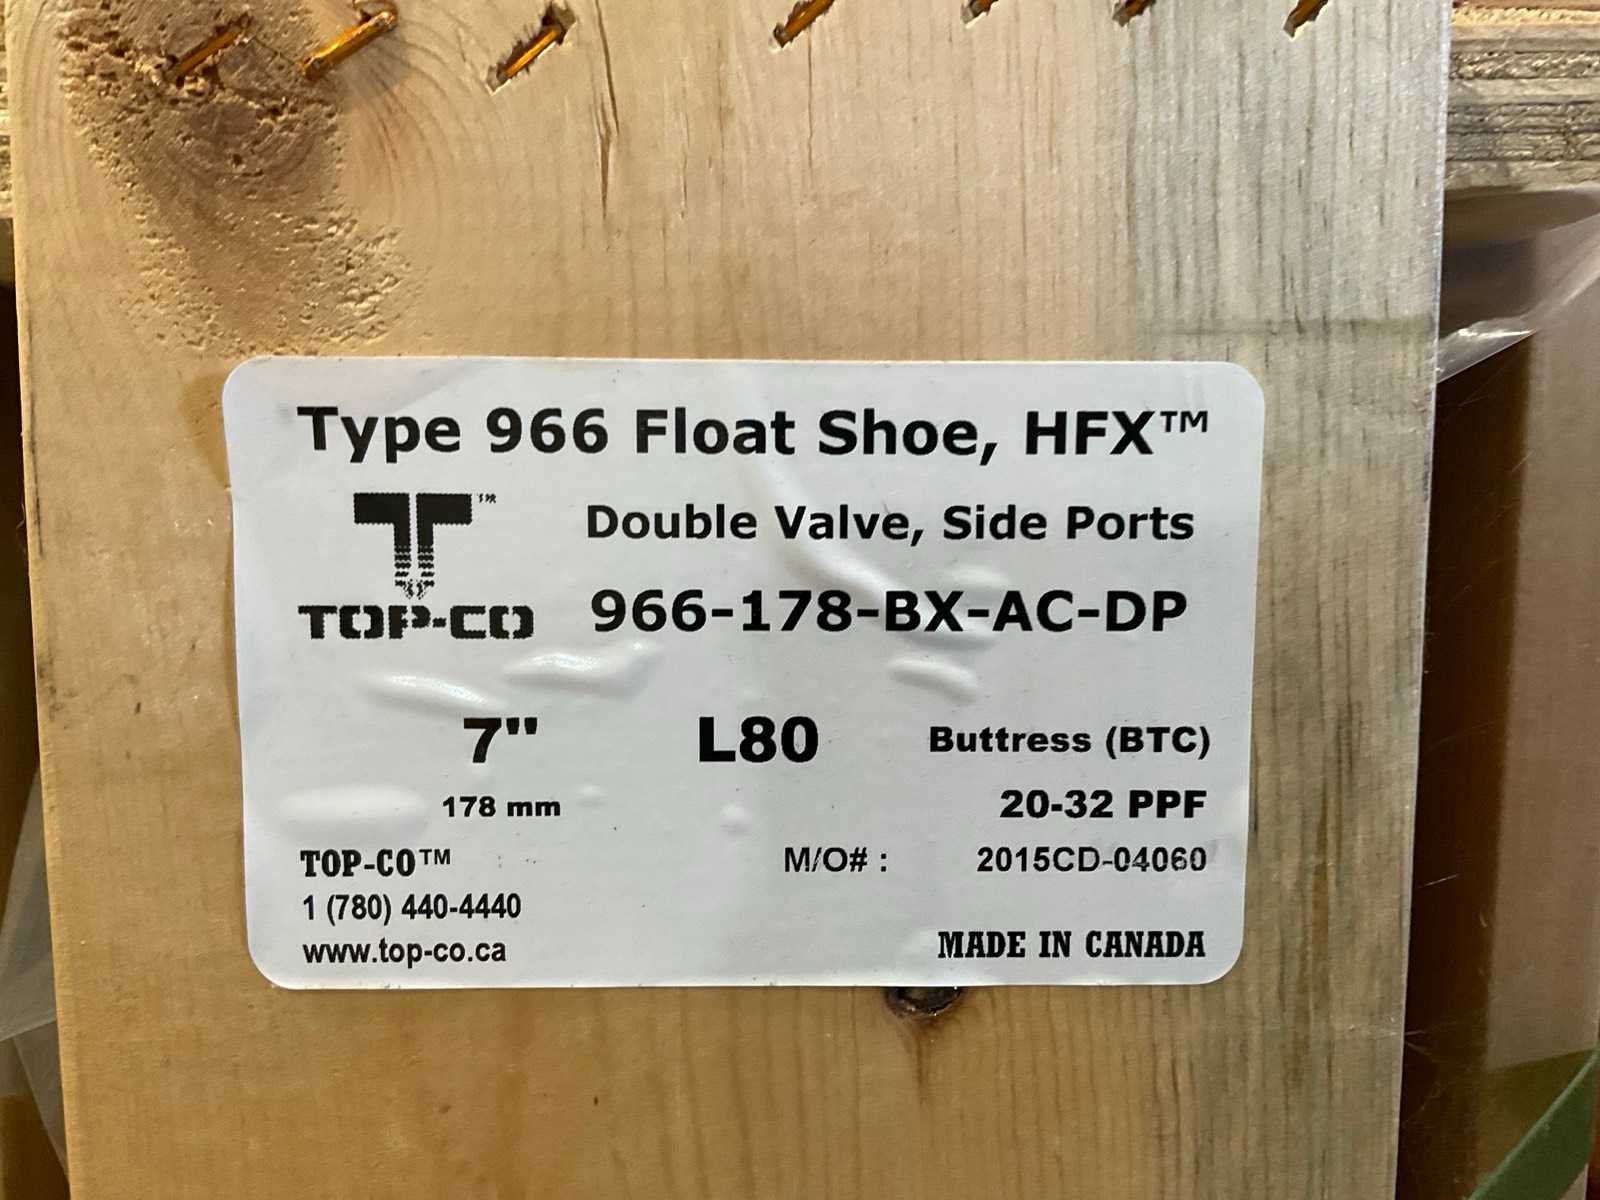 Type 966 Float Shoe, HFX™
Double Valve, Side Ports
TOP-CO™
966-178-BX-AC-DP
7" L80 Buttress (BTC)
178 mm 20-32 PPF
TOP-CO™ M/O# : 2015CD-04060
1 (780) 440-4440
www.top-co.ca MADE IN CANADA